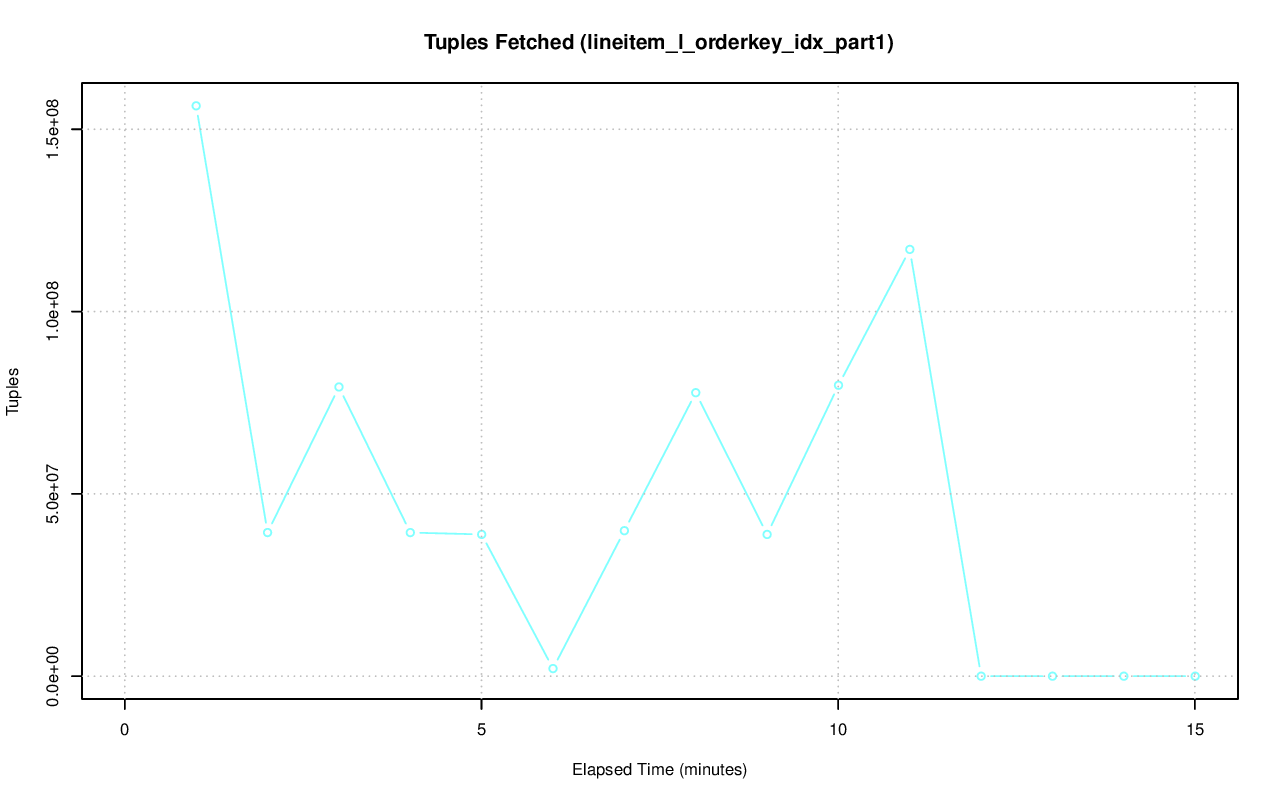 Tuples Fetched (lineitem_l_orderkey_idx_part1)
1.5e+08
1.0e+08
5.0e+07
0.0e+00
Tuples
0 5 10 15
Elapsed Time (minutes)